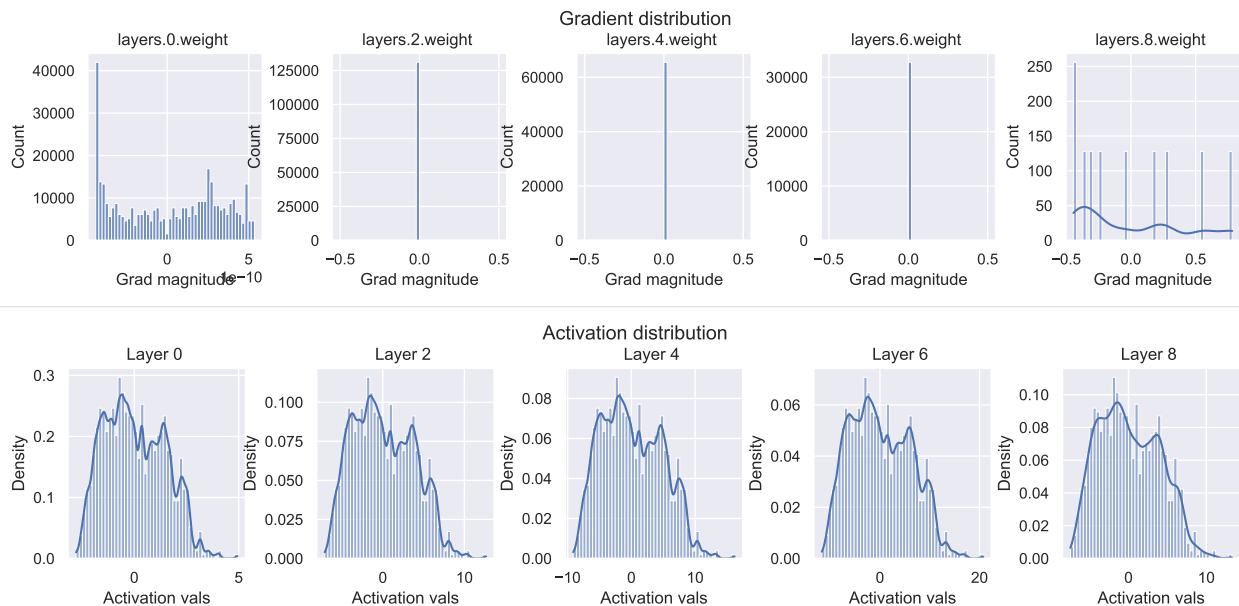 Gradient distribution
layers.0.weight layers.2.weight layers.4.weight layers.6.weight layers.8.weight
40000 125000 60000 30000 250
100000 200
30000 75000 40000 20000 150
20000 50000 100
10000 25000 20000 10000 50
0 0 0 0 0
Count Count Count Count Count
0 5 −0.5 0.0 0.5 −0.5 0.0 0.5 −0.5 0.0 0.5 −0.5 0.0 0.5
1e−10
Grad magnitude Grad magnitude Grad magnitude Grad magnitude Grad magnitude
Activation distribution
Layer 0 Layer 2 Layer 4 Layer 6 Layer 8
0.3 0.100 0.08 0.06 0.10
0.2 0.075 0.06 0.04 0.08
0.050 0.04 0.06
0.1 0.025 0.02 0.02 0.04
0.02
0.0 0.000 0.00 0.00 0.00
Density Density Density Density Density
0 5 0 10 −10 0 10 0 20 0 10
Activation vals Activation vals Activation vals Activation vals Activation vals